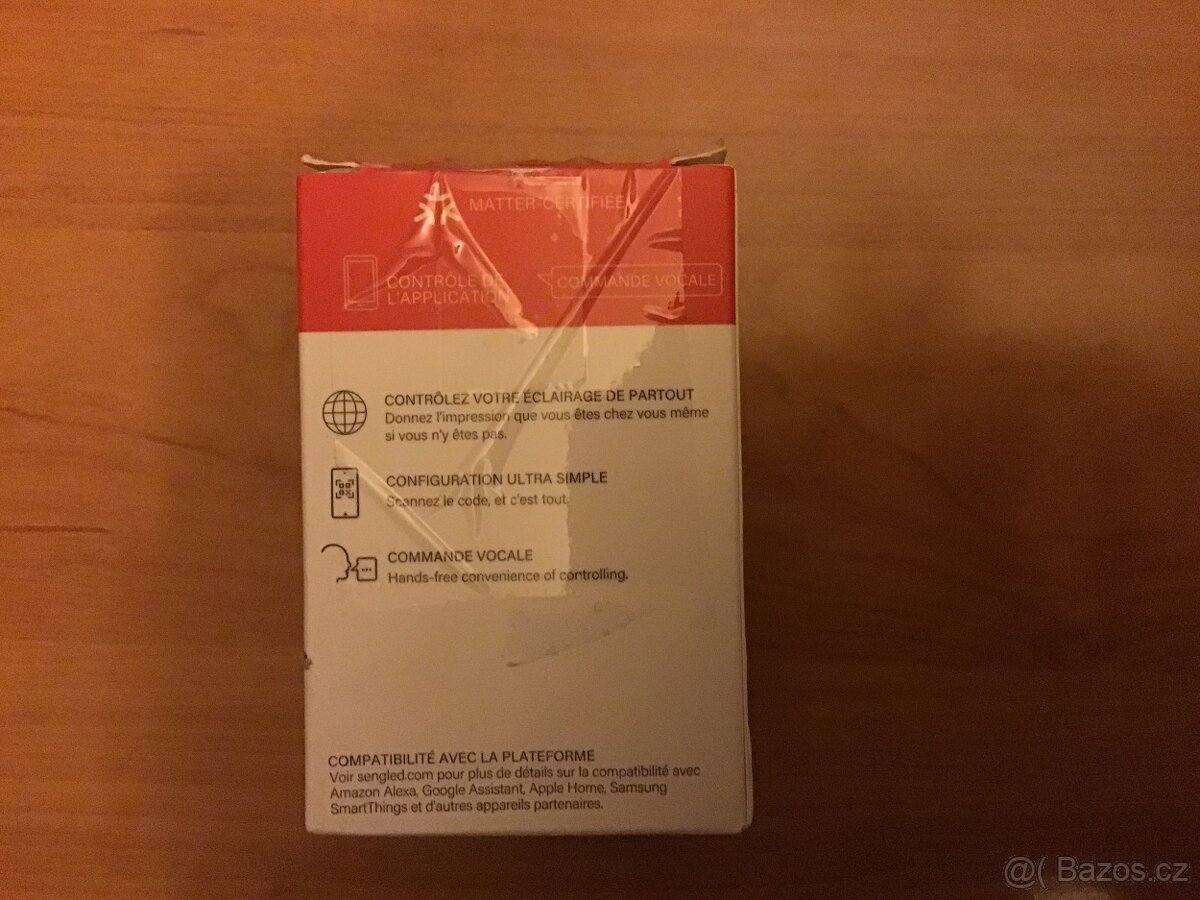 MATTER-CERTIFIÉE
CONTRÔLE DE
L'APPLICATION
COMMANDE VOCALE
CONTRÔLEZ VOTRE ÉCLAIRAGE DE PARTOUT
Donnez l'impression que vous êtes chez vous même
si vous n'y êtes pas.
CONFIGURATION ULTRA SIMPLE
Scannez le code, et c'est tout.
COMMANDE VOCALE
Hands-free convenience of controlling.
COMPATIBILITÉ AVEC LA PLATEFORME
Voir sengled.com pour plus de détails sur la compatibilité avec
Amazon Alexa, Google Assistant, Apple Home, Samsung
SmartThings et d'autres appareils partenaires.
@( Bazos.cz